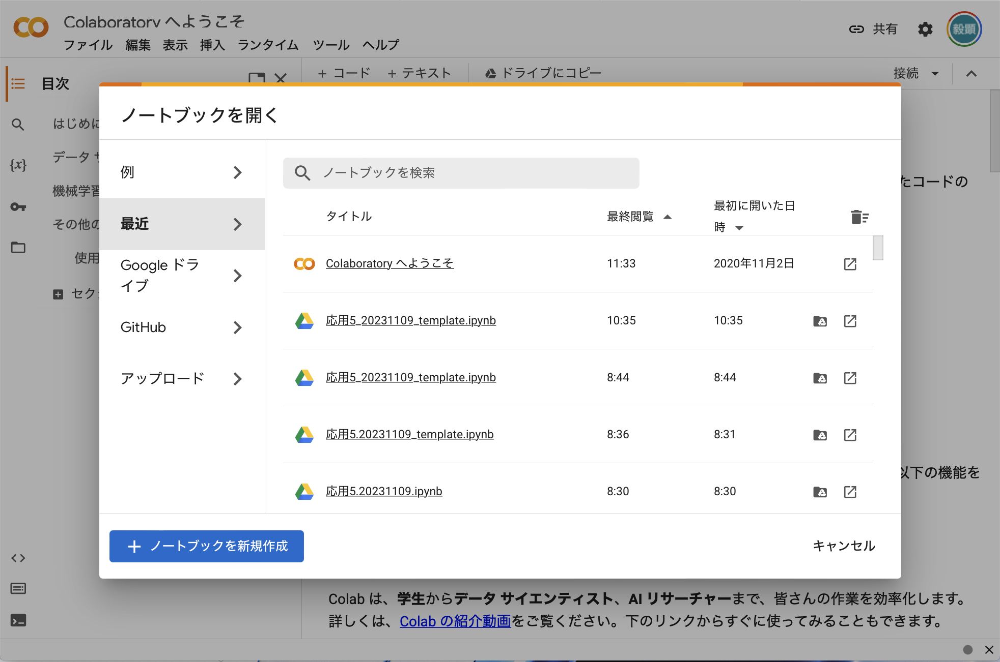 Colaboratory へようこそ
ファイル 編集 表示 挿入 ランタイム ツール ヘルプ
共有
毅顕
目次
+ コード + テキスト
ドライブにコピー
接続
はじめに
データ サ
{x}
機械学習
その他の
使用
セク
たコードの
以下の機能を
ノートブックを開く
例
最近
Google ドラ
イブ
GitHub
アップロード
ノートブックを検索
タイトル
最終閲覧
最初に開いた日
時
Colaboratory へようこそ 11:33 2020年11月2日
応用5_20231109_template.ipynb 10:35 10:35
応用5_20231109_template.ipynb 8:44 8:44
応用5.20231109_template.ipynb 8:36 8:31
応用5.20231109.ipynb 8:30 8:30
+ ノートブックを新規作成
キャンセル
Colab は、学生からデータ サイエンティスト、AI リサーチャーまで、皆さんの作業を効率化します。
詳しくは、Colab の紹介動画をご覧ください。下のリンクからすぐに使ってみることもできます。